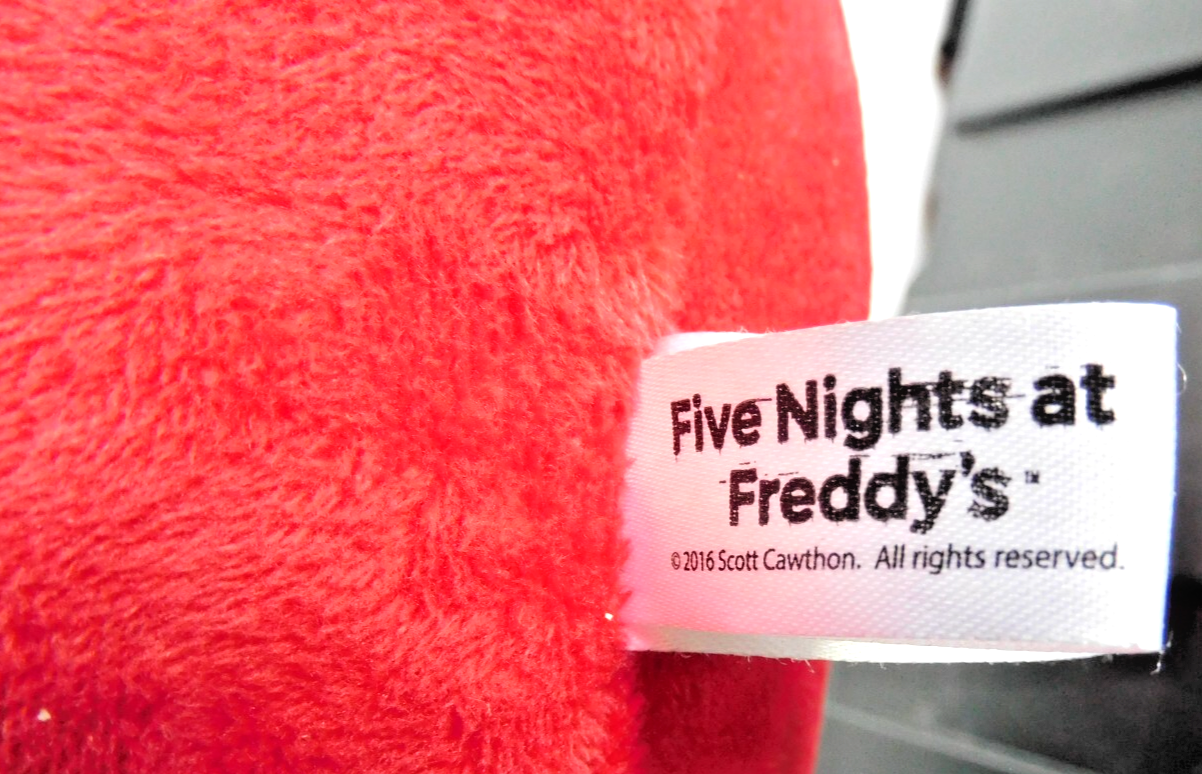 Five Nights at
Freddy's™
©2016 Scott Cawthon. All rights reserved.